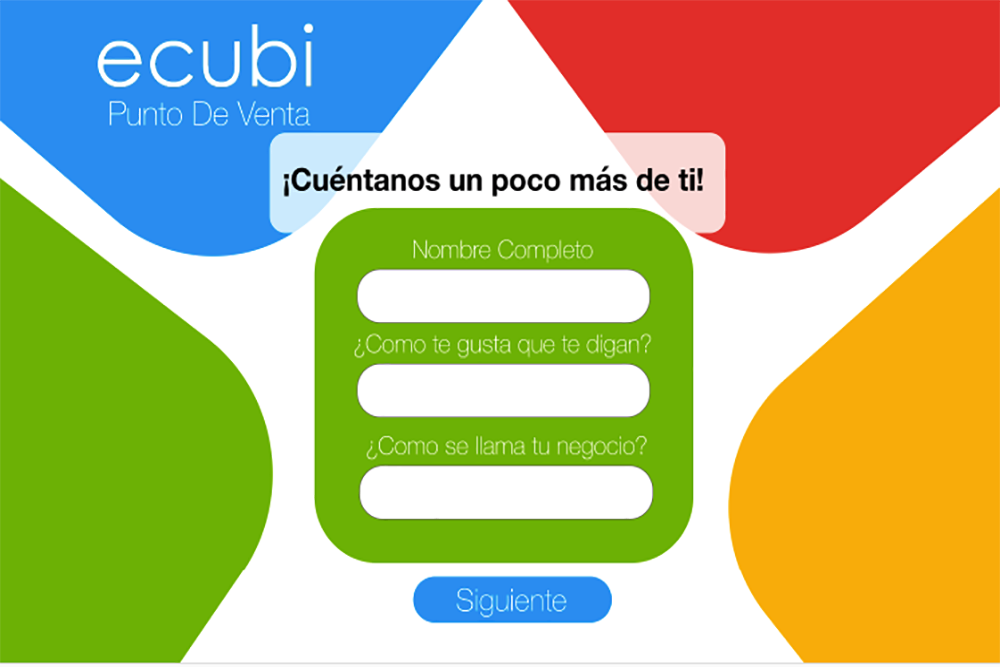 ecubi
Punto De Venta
¡Cuéntanos un poco más de ti!
Nombre Completo
¿Como te gusta que te digan?
¿Como se llama tu negocio?
Siguiente